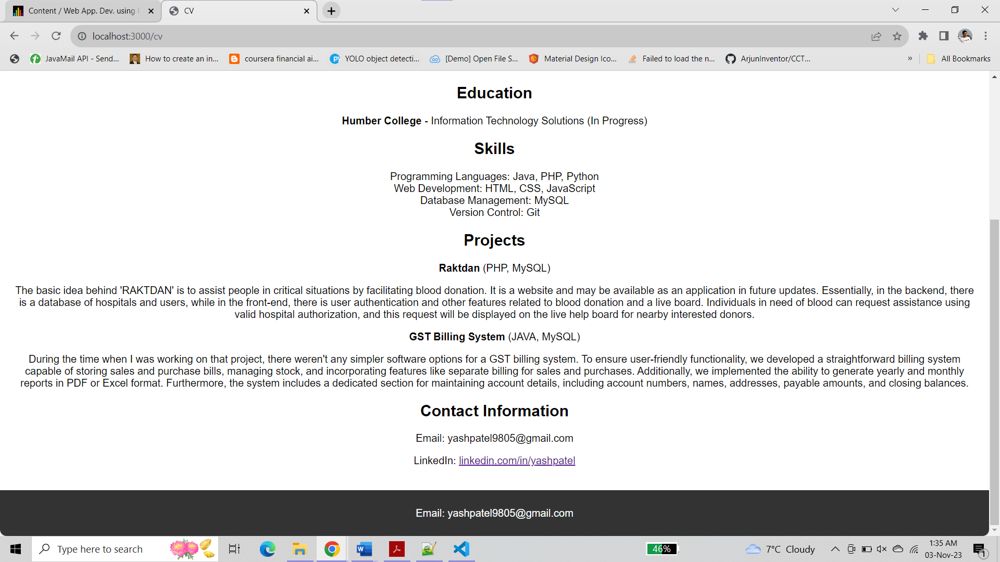 Content / Web App. Dev. using
CV
localhost:3000/cv
JavaMail API - Send...
How to create an in...
coursera financial ai...
YOLO object detecti...
[Demo] Open File S...
Material Design Ico...
Failed to load the n...
ArjunInventor/CCT...
»
All Bookmarks
Education
Humber College - Information Technology Solutions (In Progress)
Skills
Programming Languages: Java, PHP, Python
Web Development: HTML, CSS, JavaScript
Database Management: MySQL
Version Control: Git
Projects
Raktdan (PHP, MySQL)
The basic idea behind 'RAKTDAN' is to assist people in critical situations by facilitating blood donation. It is a website and may be available as an application in future updates. Essentially, in the backend, there
is a database of hospitals and users, while in the front-end, there is user authentication and other features related to blood donation and a live board. Individuals in need of blood can request assistance using
valid hospital authorization, and this request will be displayed on the live help board for nearby interested donors.
GST Billing System (JAVA, MySQL)
During the time when I was working on that project, there weren't any simpler software options for a GST billing system. To ensure user-friendly functionality, we developed a straightforward billing system
capable of storing sales and purchase bills, managing stock, and incorporating features like separate billing for sales and purchases. Additionally, we implemented the ability to generate yearly and monthly
reports in PDF or Excel format. Furthermore, the system includes a dedicated section for maintaining account details, including account numbers, names, addresses, payable amounts, and closing balances.
Contact Information
Email: yashpatel9805@gmail.com
LinkedIn: linkedin.com/in/yashpatel
Email: yashpatel9805@gmail.com
Type here to search
46%
7°C Cloudy
1:35 AM
03-Nov-23
1